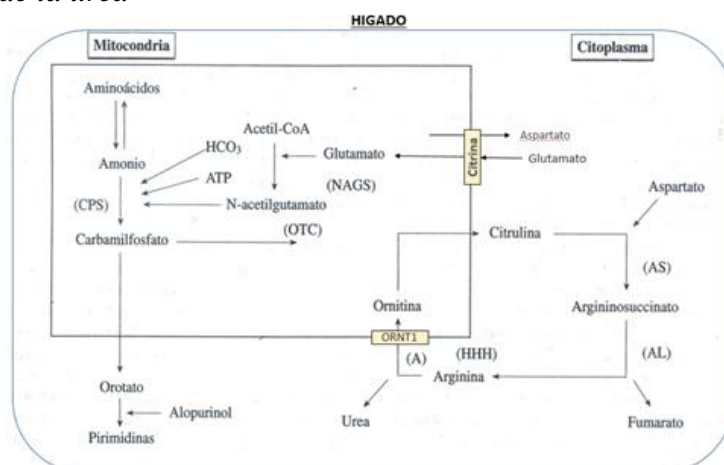 HIGADO
Mitocondria
Citoplasma
Aminoácidos
Acetil-CoA
Aspartato
HCO₃
Glutamato
Citrina
Glutamato
Amonio
ATP
(NAGS)
Aspartato
(CPS)
N-acetilgutamato
(OTC)
Carbamilfosfato
Citrulina
(AS)
Ornitina
Argininosuccinato
ORNT1
(A)
(HHH)
(AL)
Arginina
Orotato
Alopurinol
Urea
Fumarato
Pirimidinas